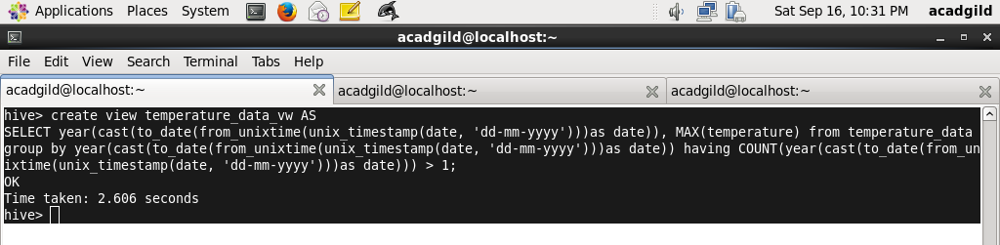 Applications Places System Sat Sep 16, 10:31 PM acadgild
acadgild@localhost:~
File Edit View Search Terminal Tabs Help
acadgild@localhost:~ acadgild@localhost:~ acadgild@localhost:~
hive> create view temperature_data_vw AS
SELECT year(cast(to_date(from_unixtime(unix_timestamp(date, 'dd-mm-yyyy')))as date)), MAX(temperature) from temperature_data
group by year(cast(to_date(from_unixtime(unix_timestamp(date, 'dd-mm-yyyy')))as date)) having COUNT(year(cast(to_date(from_un
ixtime(unix_timestamp(date, 'dd-mm-yyyy')))as date))) > 1;
OK
Time taken: 2.606 seconds
hive>